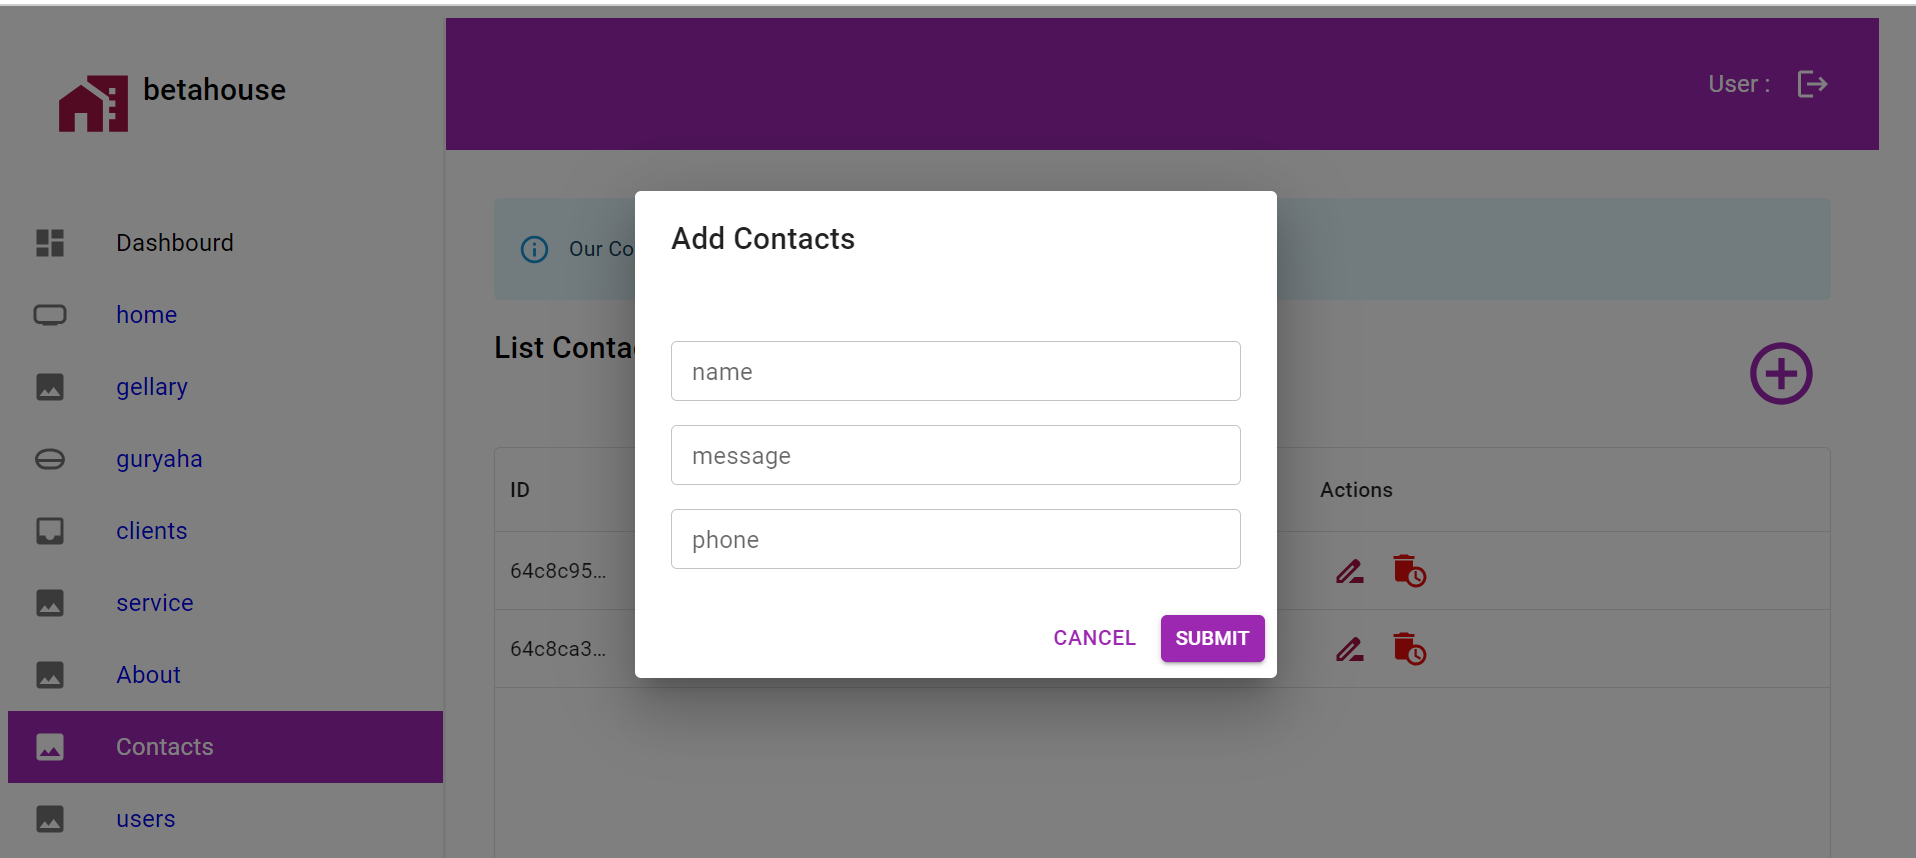 betahouse
User :
Dashbourd
home
gellary
guryaha
clients
service
About
Contacts
users
Our Co
List Conta
ID
Actions
64c8c95...
64c8ca3...
Add Contacts
name
message
phone
CANCEL
SUBMIT